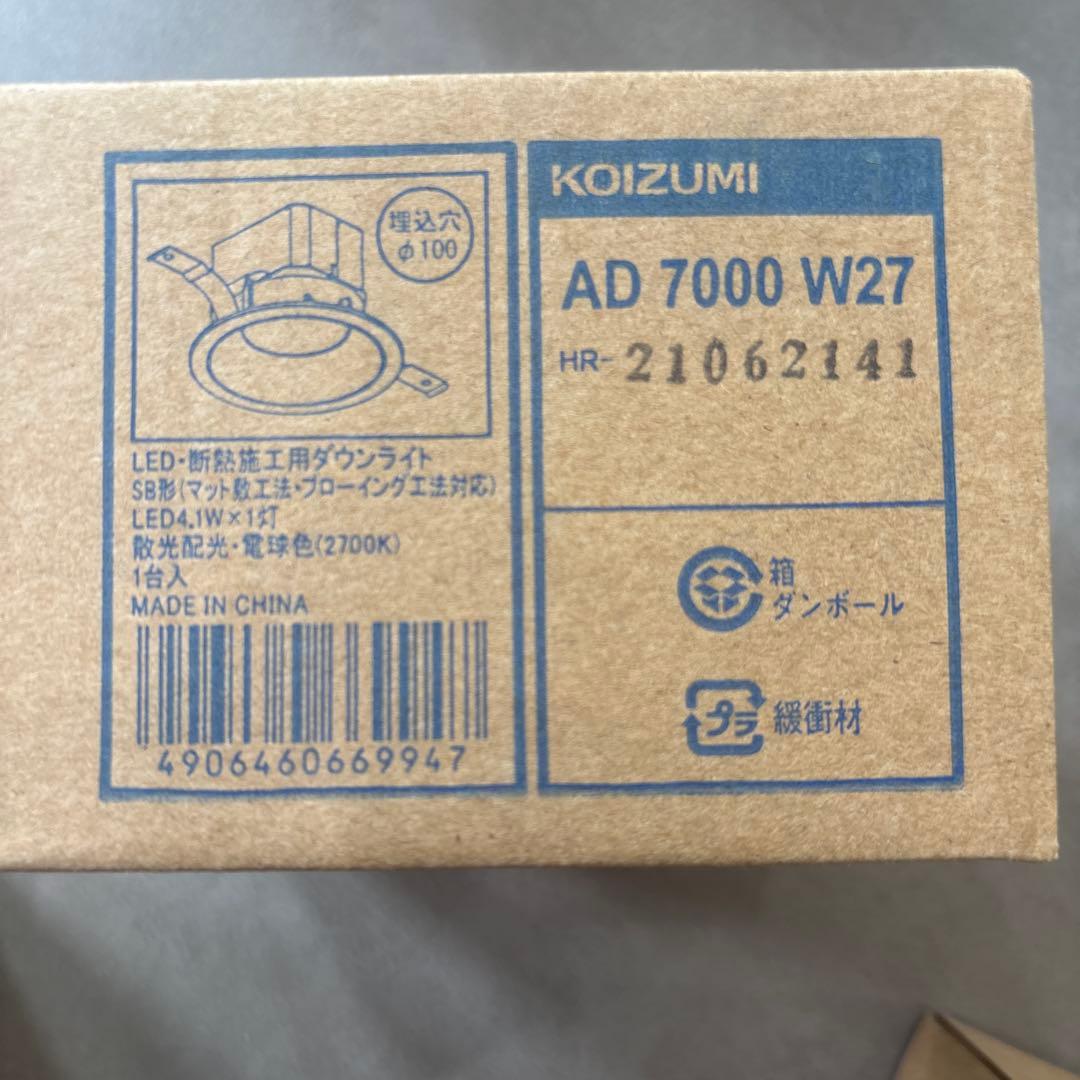 埋込穴
φ100
LED・断熱施工用ダウンライト
SB形(マット敷工法・ブローイング工法対応)
LED4.1W×1灯
散光配光・電球色(2700K)
1台入
MADE IN CHINA
4906460669947
KOIZUMI
AD 7000 W27
HR-21062141
箱
ダンボール
プラ
緩衝材